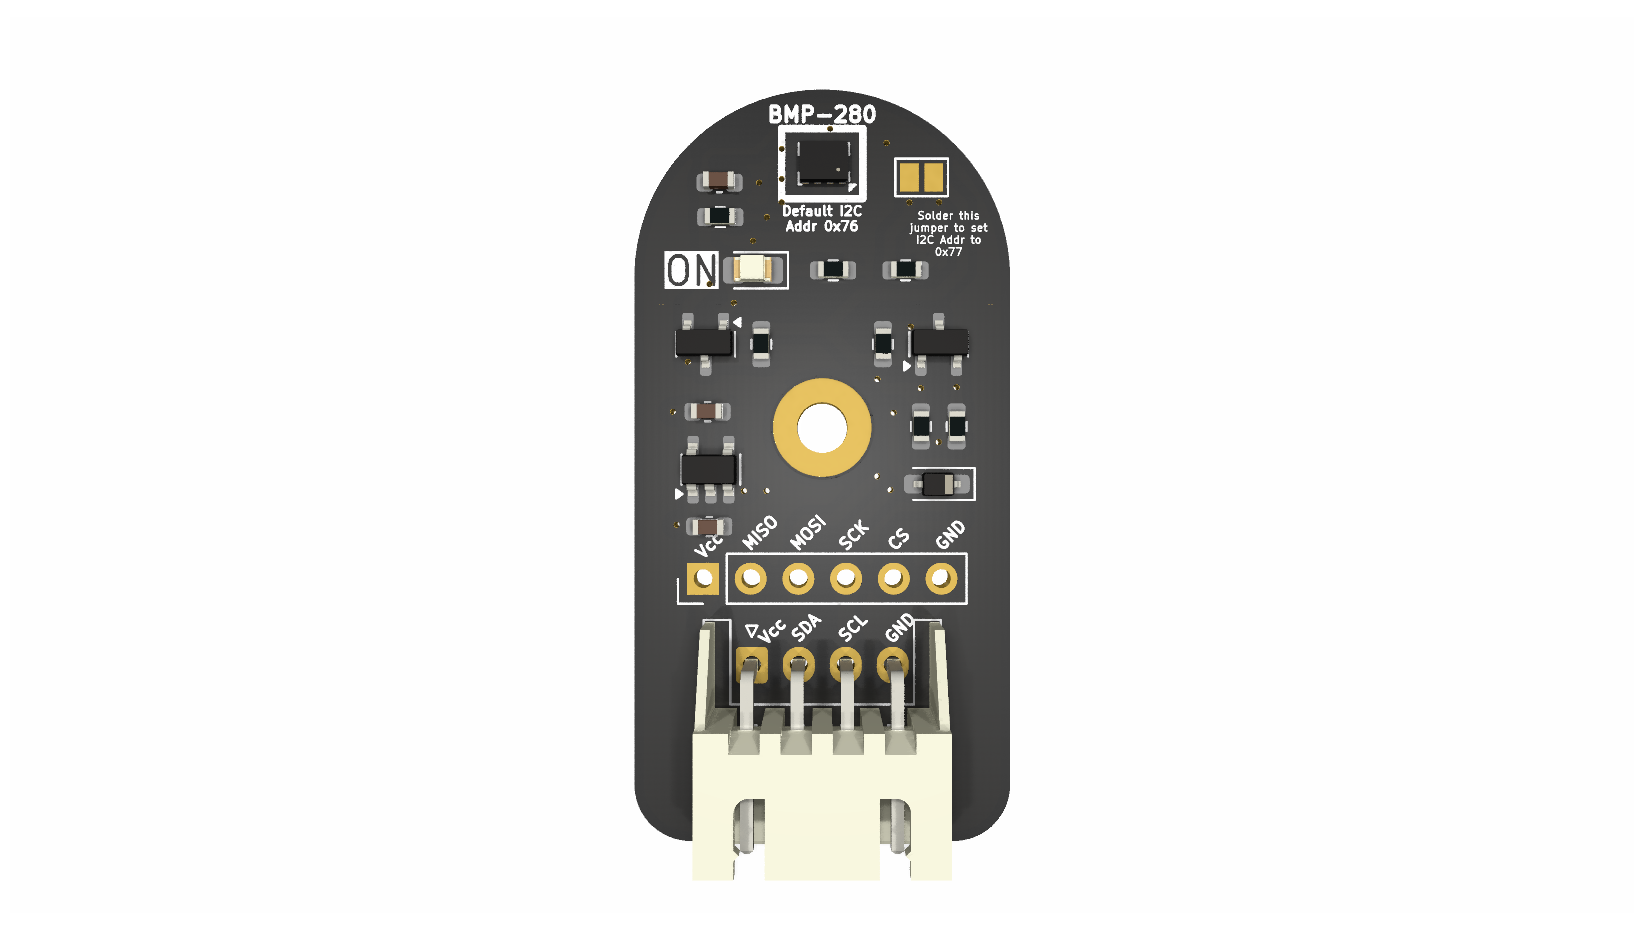 BMP-280
Default I2C
Addr 0x76
Solder this
jumper to set
I2C Addr to
0x77
ON
Vcc MISO MOSI SCK CS GND
Vcc SDA SCL GND